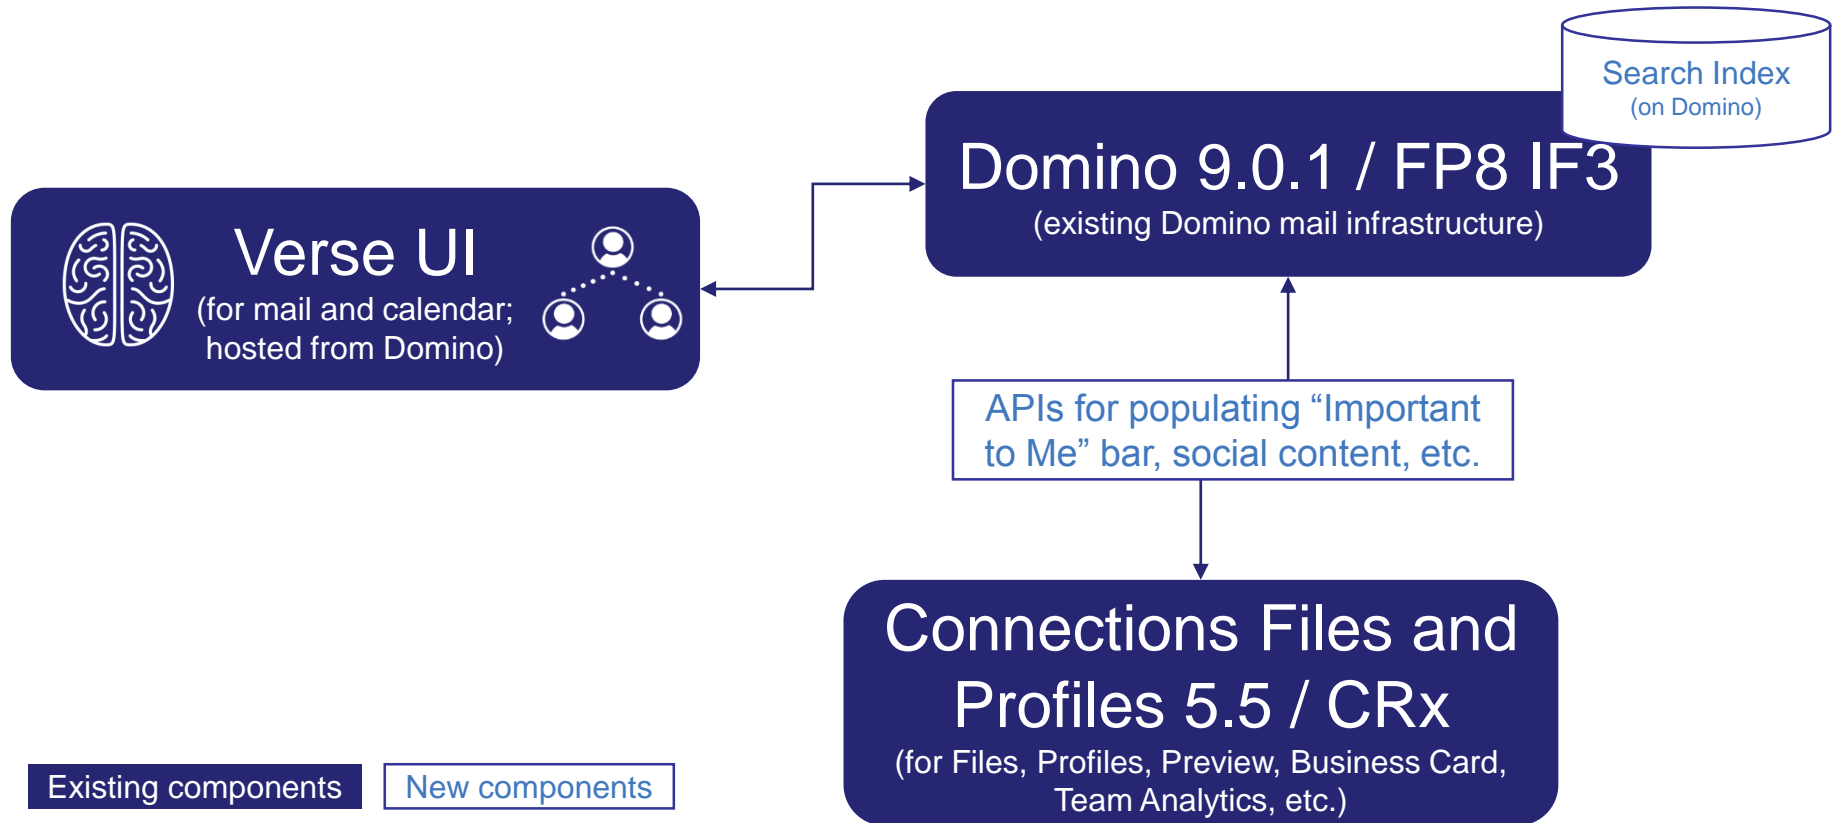 Search Index
(on Domino)
Domino 9.0.1 / FP8 IF3
(existing Domino mail infrastructure)
Verse UI
(for mail and calendar;
hosted from Domino)
APIs for populating “Important
to Me” bar, social content, etc.
Connections Files and
Profiles 5.5 / CRx
(for Files, Profiles, Preview, Business Card,
Team Analytics, etc.)
Existing components
New components